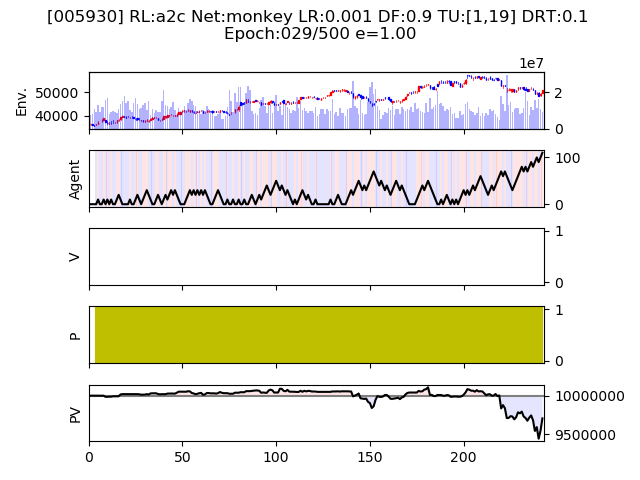 [005930] RL:a2c Net:monkey LR:0.001 DF:0.9 TU:[1,19] DRT:0.1
Epoch:029/500 e=1.00
1e7
Env.
50000
40000
2
0
Agent
100
0
V
1
0
P
1
0
PV
10000000
9500000
0 50 100 150 200